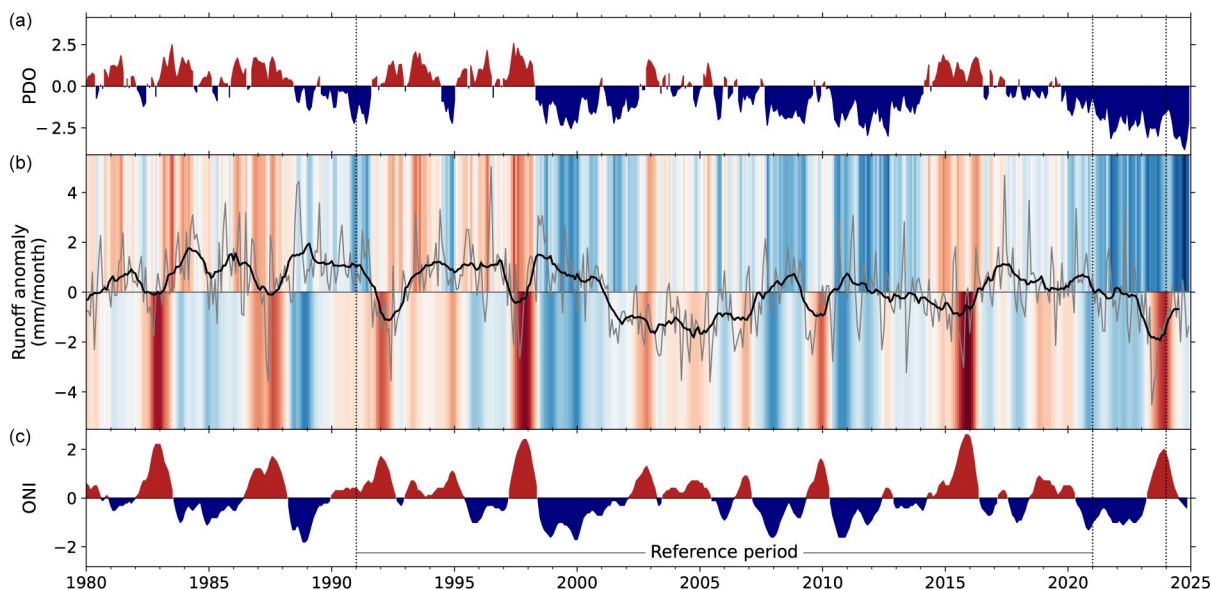 (a)
PDO
2.5
0.0
−2.5
(b)
Runoff anomaly
(mm/month)
4
2
0
−2
−4
(c)
ONI
2
0
−2
Reference period
1980 1985 1990 1995 2000 2005 2010 2015 2020 2025